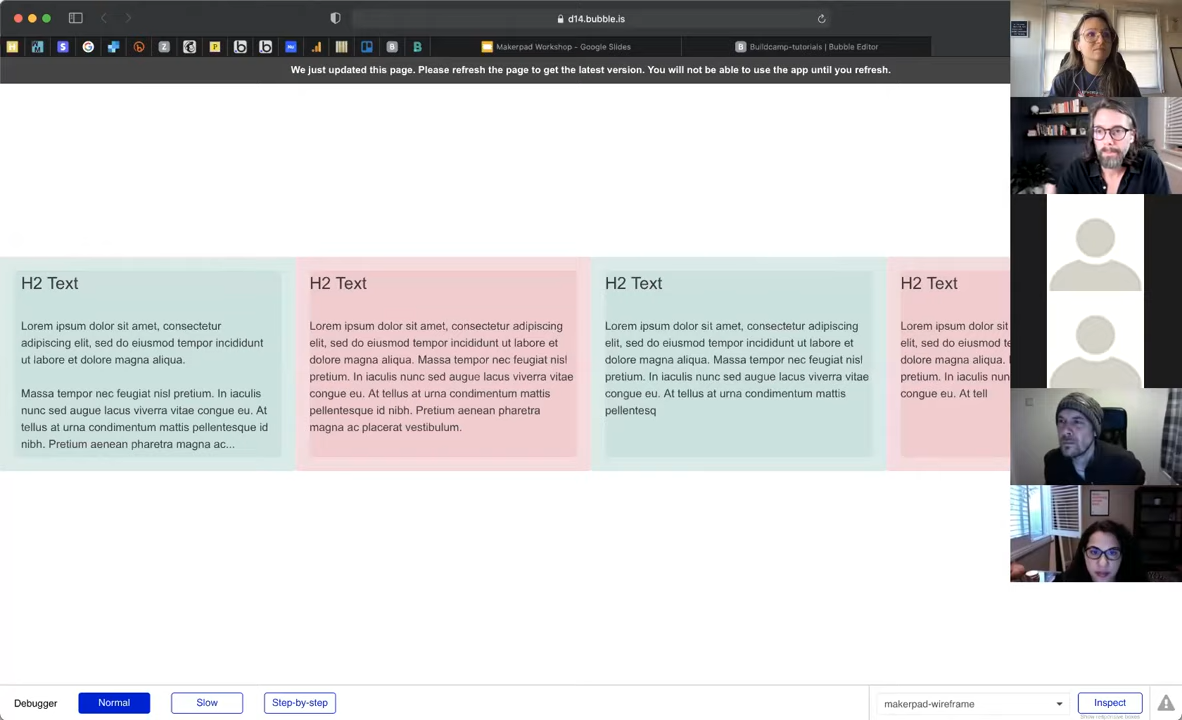 d14.bubble.is
Makerpad Workshop - Google Slides
Buildcamp-tutorials | Bubble Editor
We just updated this page. Please refresh the page to get the latest version. You will not be able to use the app until you refresh.
H2 Text
Lorem ipsum dolor sit amet, consectetur
adipiscing elit, sed do eiusmod tempor incididunt
ut labore et dolore magna aliqua.
Massa tempor nec feugiat nisl pretium. In iaculis
nunc sed augue lacus viverra vitae congue eu. At
tellus at urna condimentum mattis pellentesque id
nibh. Pretium aenean pharetra magna ac...
H2 Text
Lorem ipsum dolor sit amet, consectetur adipiscing
elit, sed do eiusmod tempor incididunt ut labore et
dolore magna aliqua. Massa tempor nec feugiat nisl
pretium. In iaculis nunc sed augue lacus viverra vitae
congue eu. At tellus at urna condimentum mattis
pellentesque id nibh. Pretium aenean pharetra
magna ac placerat vestibulum.
H2 Text
Lorem ipsum dolor sit amet, consectetur adipiscing
elit, sed do eiusmod tempor incididunt ut labore et
dolore magna aliqua. Massa tempor nec feugiat nisl
pretium. In iaculis nunc sed augue lacus viverra vitae
congue eu. At tellus at urna condimentum mattis
pellentesq
H2 Text
Lorem ipsum dolor sit
elit, sed do eiusmod t
dolore magna aliqua. M
pretium. In iaculis nun
congue eu. At tell
Debugger
Normal
Slow
Step-by-step
makerpad-wireframe
Inspect